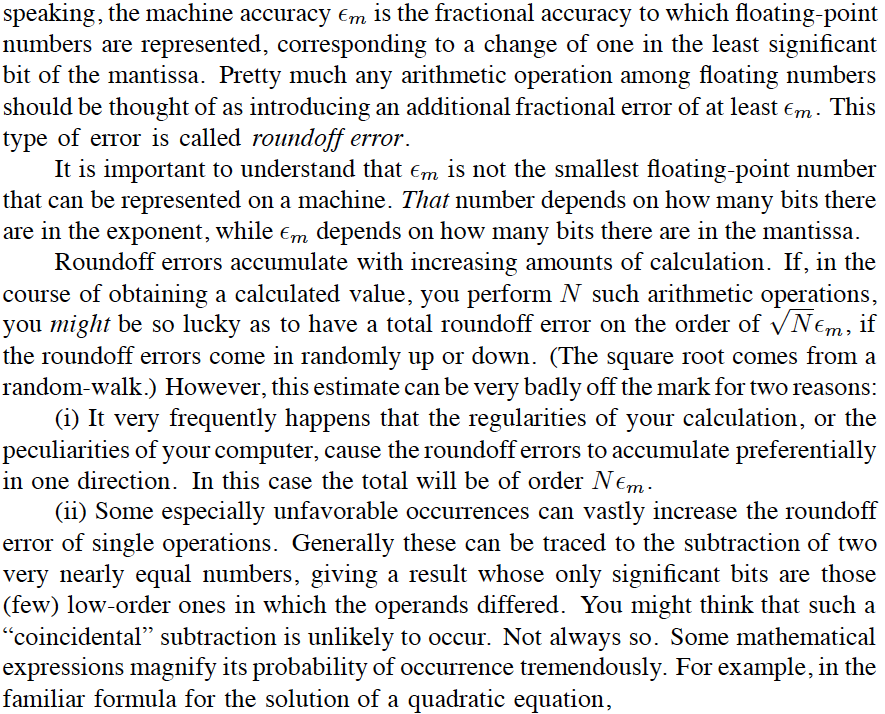 speaking, the machine accuracy ϵm is the fractional accuracy to which floating-point
numbers are represented, corresponding to a change of one in the least significant
bit of the mantissa. Pretty much any arithmetic operation among floating numbers
should be thought of as introducing an additional fractional error of at least ϵm. This
type of error is called roundoff error.
It is important to understand that ϵm is not the smallest floating-point number
that can be represented on a machine. That number depends on how many bits there
are in the exponent, while ϵm depends on how many bits there are in the mantissa.
Roundoff errors accumulate with increasing amounts of calculation. If, in the
course of obtaining a calculated value, you perform N such arithmetic operations,
you might be so lucky as to have a total roundoff error on the order of √Nϵm, if
the roundoff errors come in randomly up or down. (The square root comes from a
random-walk.) However, this estimate can be very badly off the mark for two reasons:
(i) It very frequently happens that the regularities of your calculation, or the
peculiarities of your computer, cause the roundoff errors to accumulate preferentially
in one direction. In this case the total will be of order Nϵm.
(ii) Some especially unfavorable occurrences can vastly increase the roundoff
error of single operations. Generally these can be traced to the subtraction of two
very nearly equal numbers, giving a result whose only significant bits are those
(few) low-order ones in which the operands differed. You might think that such a
“coincidental” subtraction is unlikely to occur. Not always so. Some mathematical
expressions magnify its probability of occurrence tremendously. For example, in the
familiar formula for the solution of a quadratic equation,